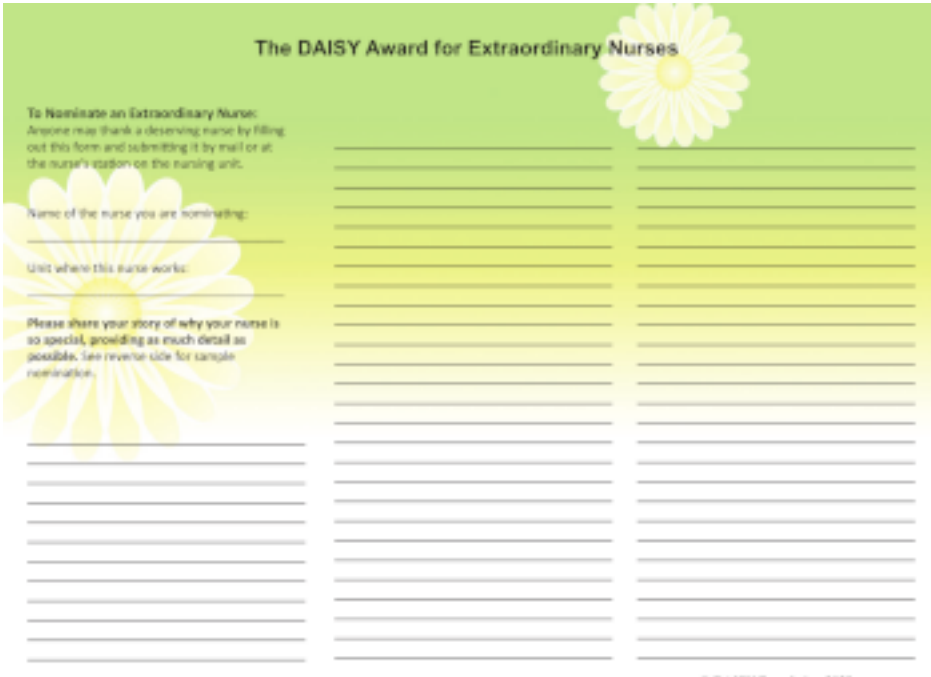 The DAISY Award for Extraordinary Nurses
To Nominate an Extraordinary Nurse:
Anyone may thank a deserving nurse by filling
out this form and submitting it by mail or at
the nurse's station on the nursing unit.
Name of the nurse you are nominating:
Unit where this nurse works:
Please share your story of why your nurse is
so special, providing as much detail as
possible. See reverse side for sample
nomination.